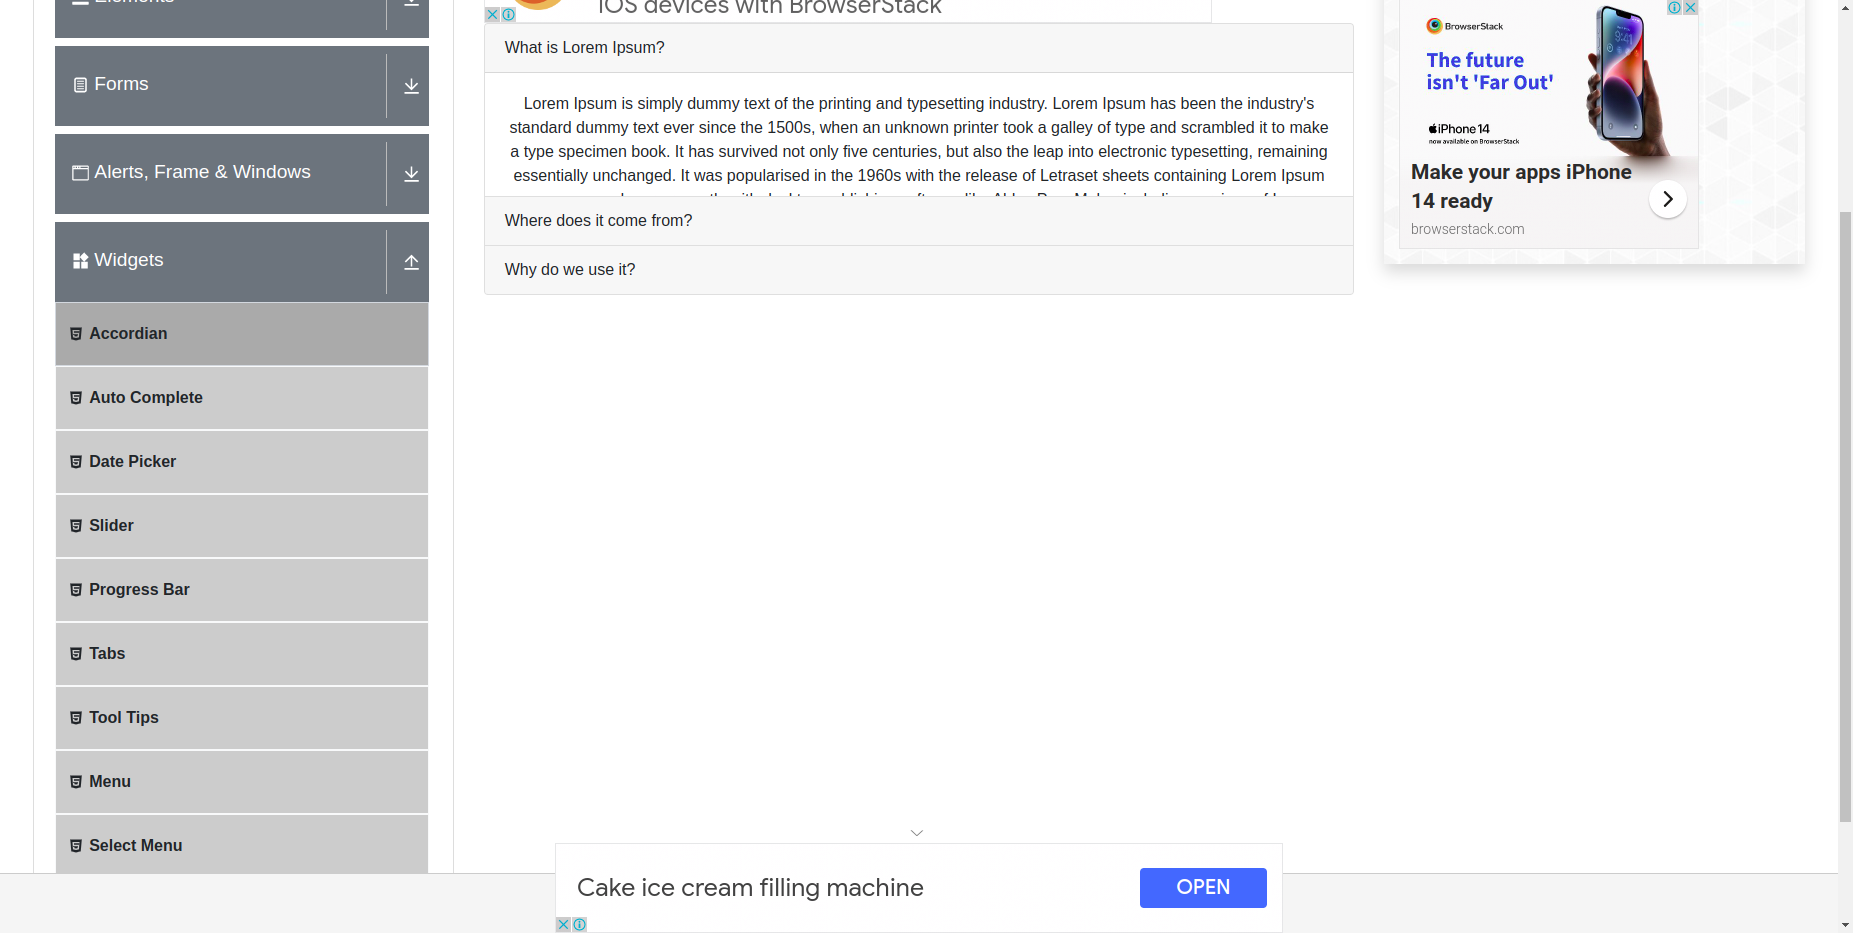 Elements
Forms
Alerts, Frame & Windows
Widgets
Accordian
Auto Complete
Date Picker
Slider
Progress Bar
Tabs
Tool Tips
Menu
Select Menu
iOS devices with BrowserStack
What is Lorem Ipsum?
Lorem Ipsum is simply dummy text of the printing and typesetting industry. Lorem Ipsum has been the industry's
standard dummy text ever since the 1500s, when an unknown printer took a galley of type and scrambled it to make
a type specimen book. It has survived not only five centuries, but also the leap into electronic typesetting, remaining
essentially unchanged. It was popularised in the 1960s with the release of Letraset sheets containing Lorem Ipsum
Where does it come from?
Why do we use it?
BrowserStack
The future
isn't 'Far Out'
iPhone 14
now available on BrowserStack
9:41
Make your apps iPhone
14 ready
browserstack.com
Cake ice cream filling machine
OPEN